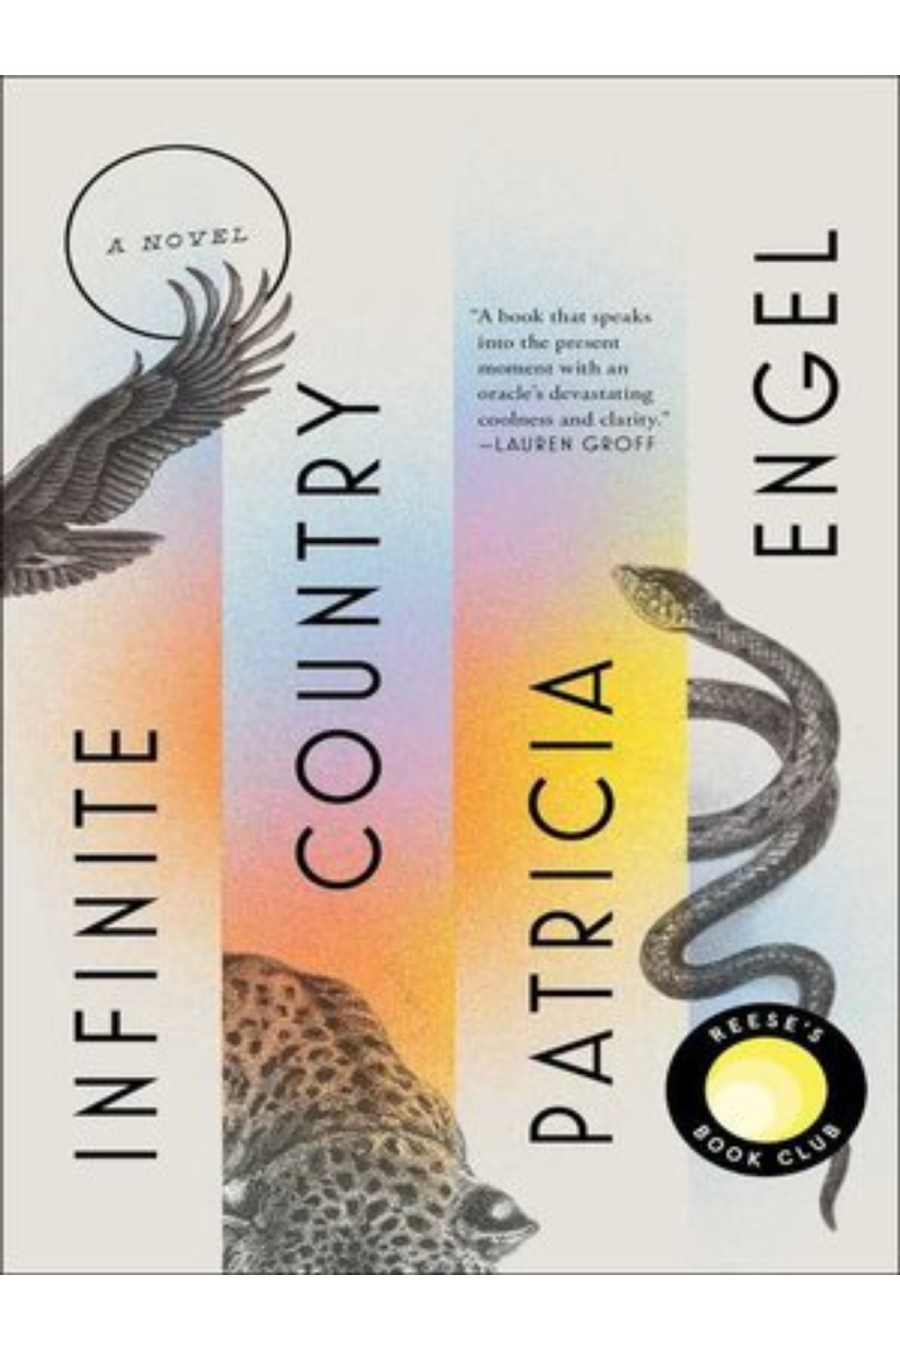 A NOVEL
INFINITE
COUNTRY
"A book that speaks
into the present
moment with an
oracle's devastating
coolness and clarity."
—LAUREN GROFF
PATRICIA
ENGEL
REESE'S
BOOK CLUB